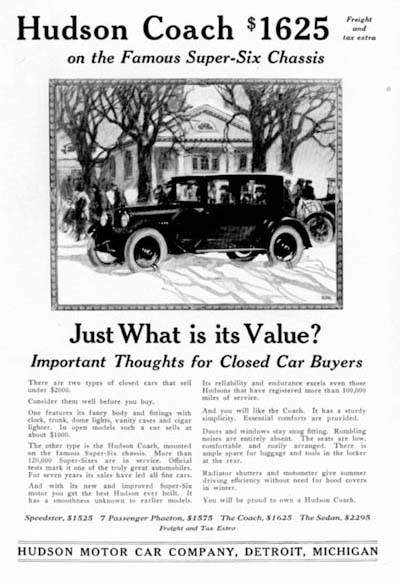 Hudson Coach $1625
Freight
and
tax extra
on the Famous Super-Six Chassis
Just What is its Value?
Important Thoughts for Closed Car Buyers
There are two types of closed cars that sell
under $2000.
Consider them well before you buy.
One features its fancy body and fittings with
clock, trunk, dome lights, vanity cases and cigar
lighter. In open models such a car sells at
about $1000.
The other type is the Hudson Coach, mounted
on the famous Super-Six chassis. More than
120,000 Super-Sixes are in service. Official
tests mark it one of the truly great automobiles.
For seven years its sales have led all fine cars.
And with its new and improved Super-Six
motor you get the best Hudson ever built. It
has a smoothness unknown to earlier models.
Its reliability and endurance excels even those
Hudsons that have registered more than 100,000
miles of service.
And you will like the Coach. It has a sturdy
simplicity. Essential comforts are provided.
Doors and windows stay snug fitting. Rumbling
noises are entirely absent. The seats are low,
comfortable and easily arranged. There is
ample space for luggage and tools in the locker
at the rear.
Radiator shutters and motometer give summer
driving efficiency without need for hood covers
in winter.
You will be proud to own a Hudson Coach.
Speedster, $1525 7 Passenger Phaeton, $1575 The Coach, $1625 The Sedan, $2295
Freight and Tax Extra
HUDSON MOTOR CAR COMPANY, DETROIT, MICHIGAN